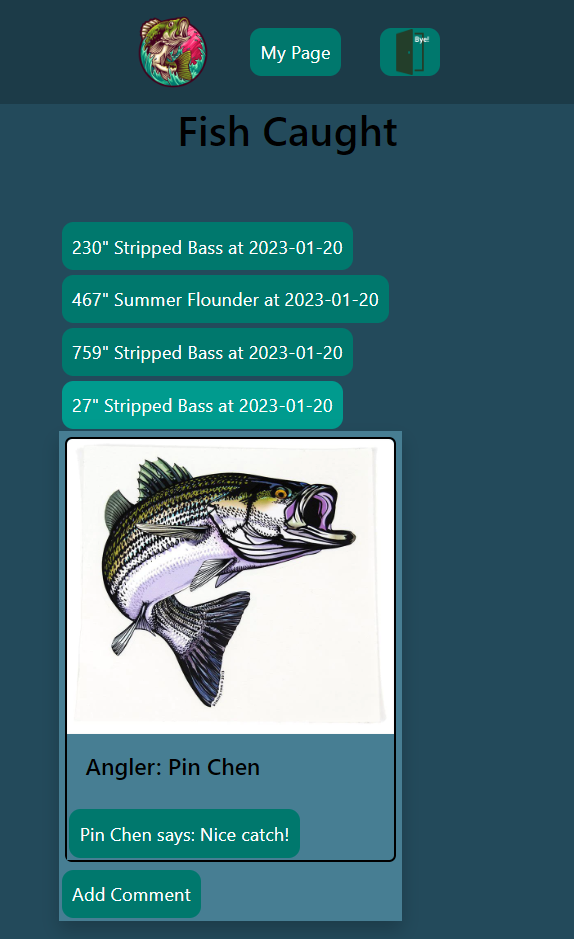 My Page
Bye!
Fish Caught
230" Stripped Bass at 2023-01-20
467" Summer Flounder at 2023-01-20
759" Stripped Bass at 2023-01-20
27" Stripped Bass at 2023-01-20
Angler: Pin Chen
Pin Chen says: Nice catch!
Add Comment